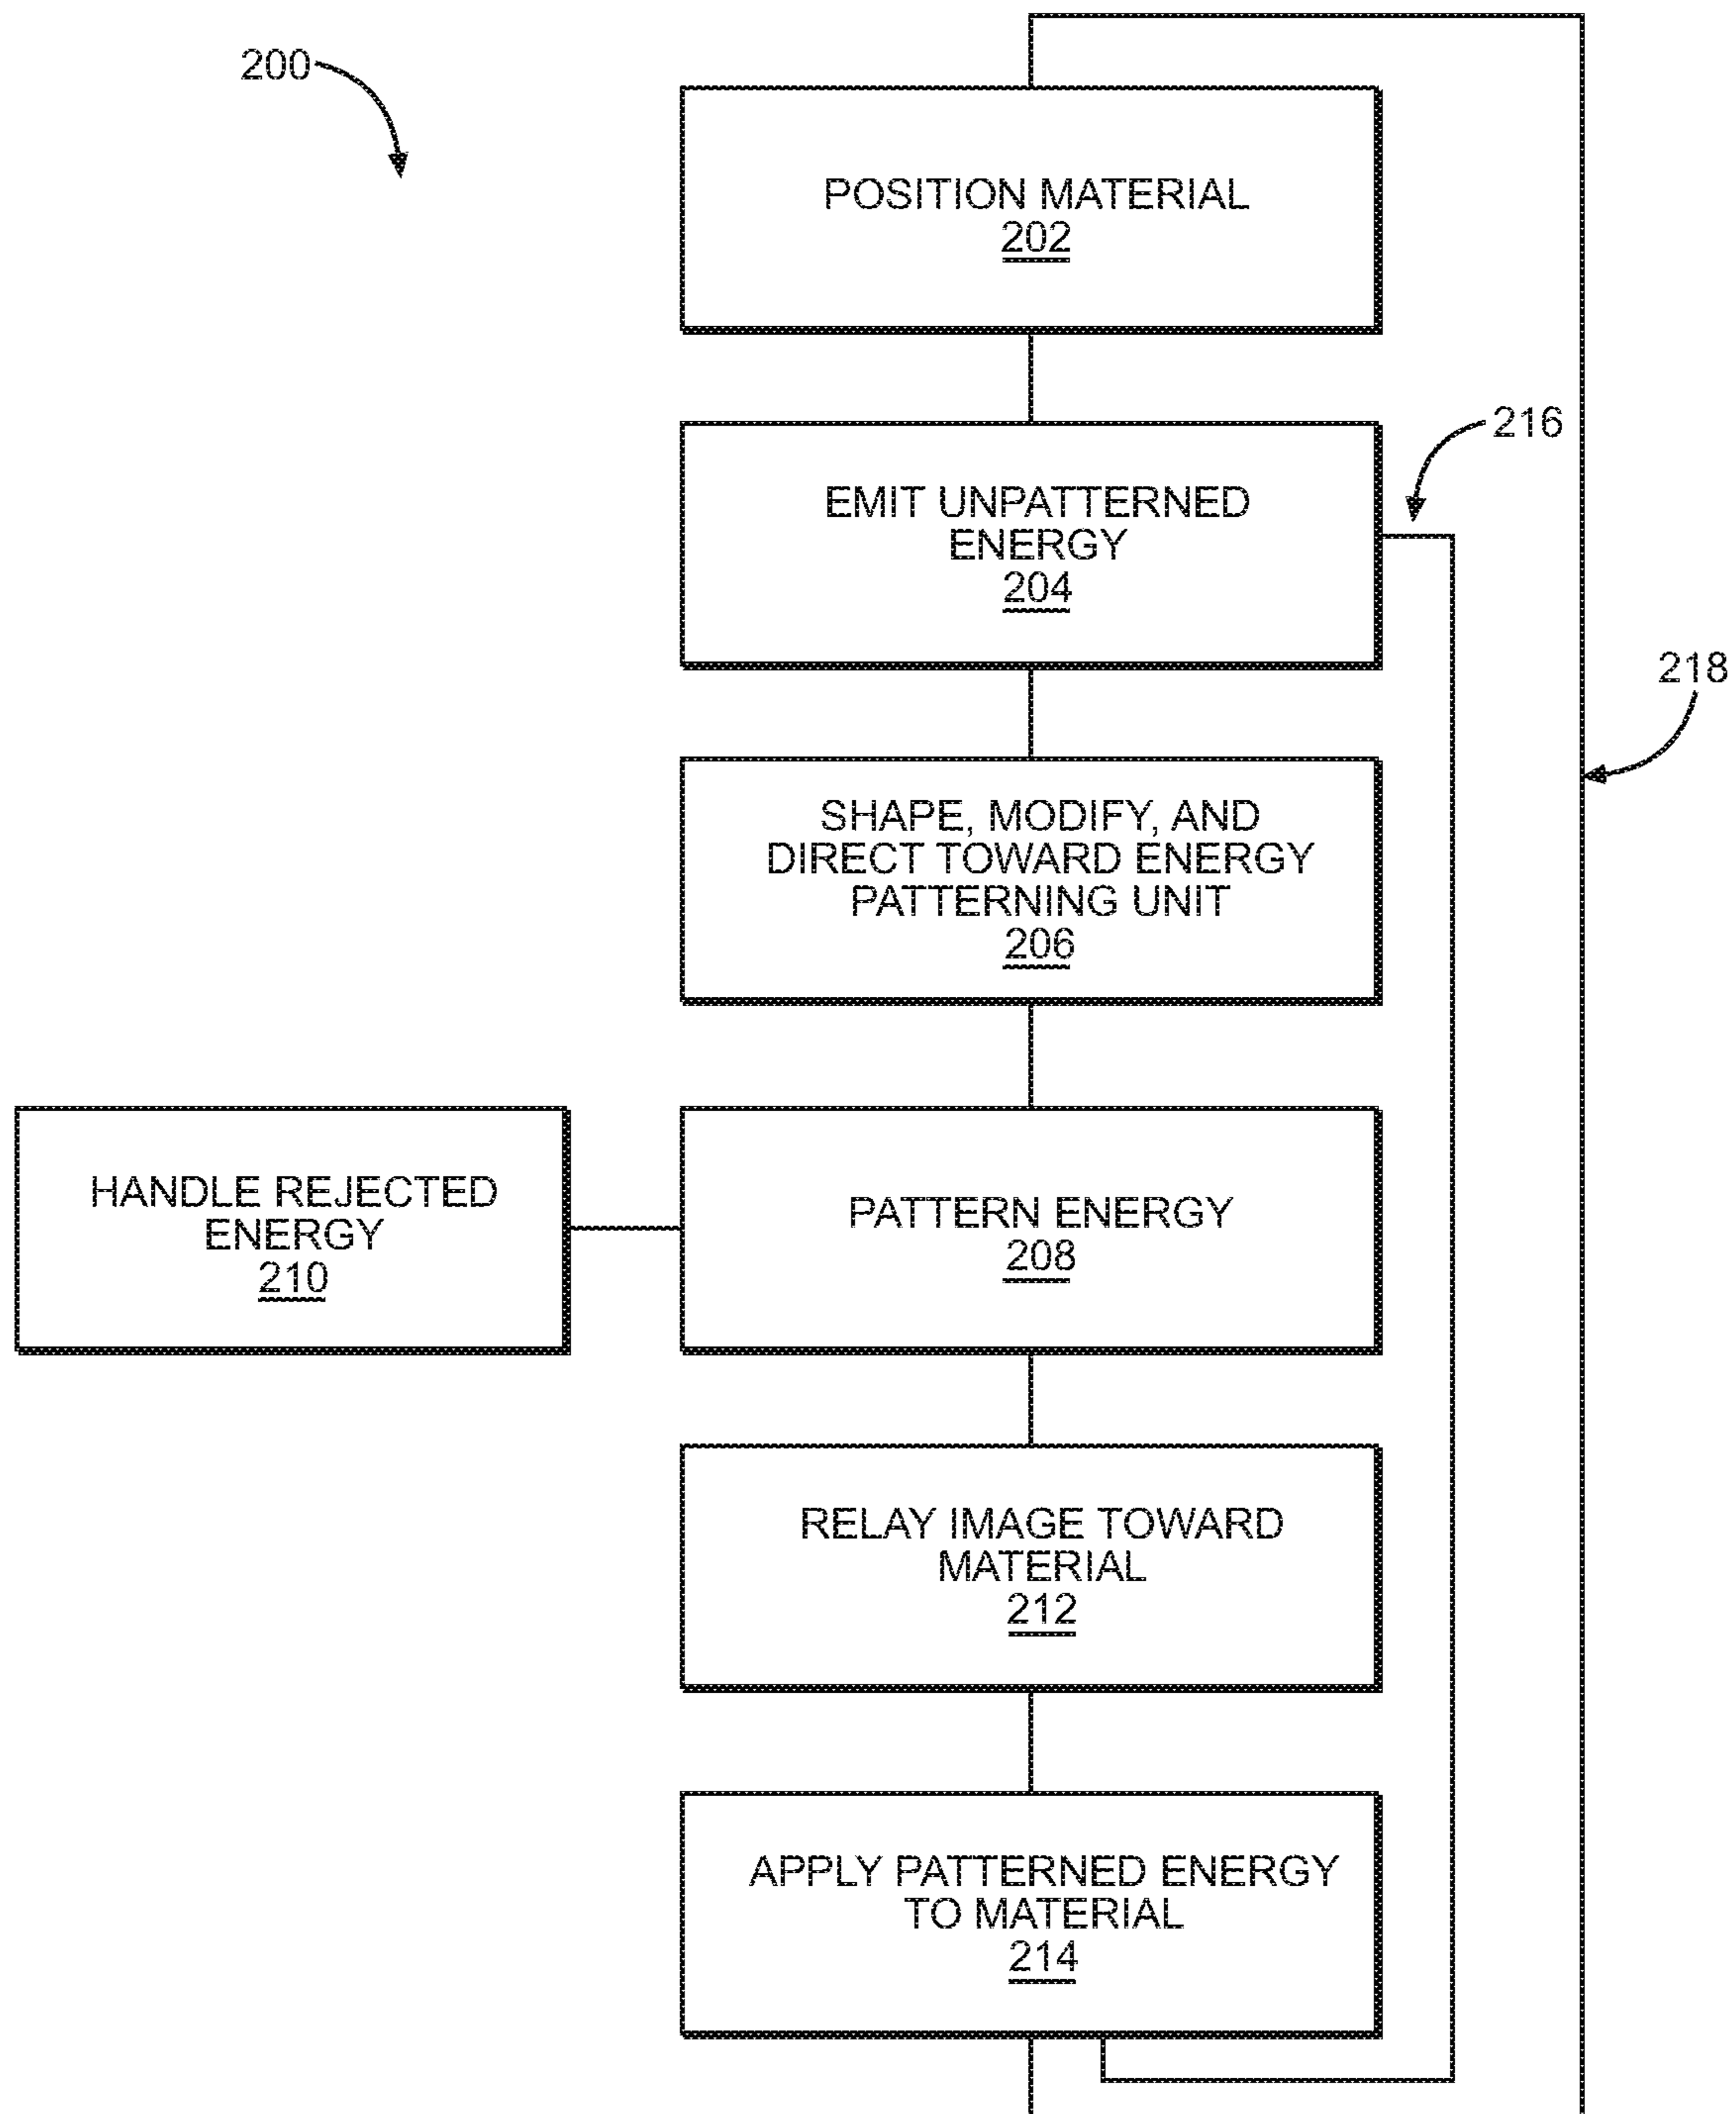 200
POSITION MATERIAL
202
216
EMIT UNPATTERNED
ENERGY
204
218
SHAPE, MODIFY, AND
DIRECT TOWARD ENERGY
PATTERNING UNIT
206
HANDLE REJECTED
ENERGY
210
PATTERN ENERGY
208
RELAY IMAGE TOWARD
MATERIAL
212
APPLY PATTERNED ENERGY
TO MATERIAL
214